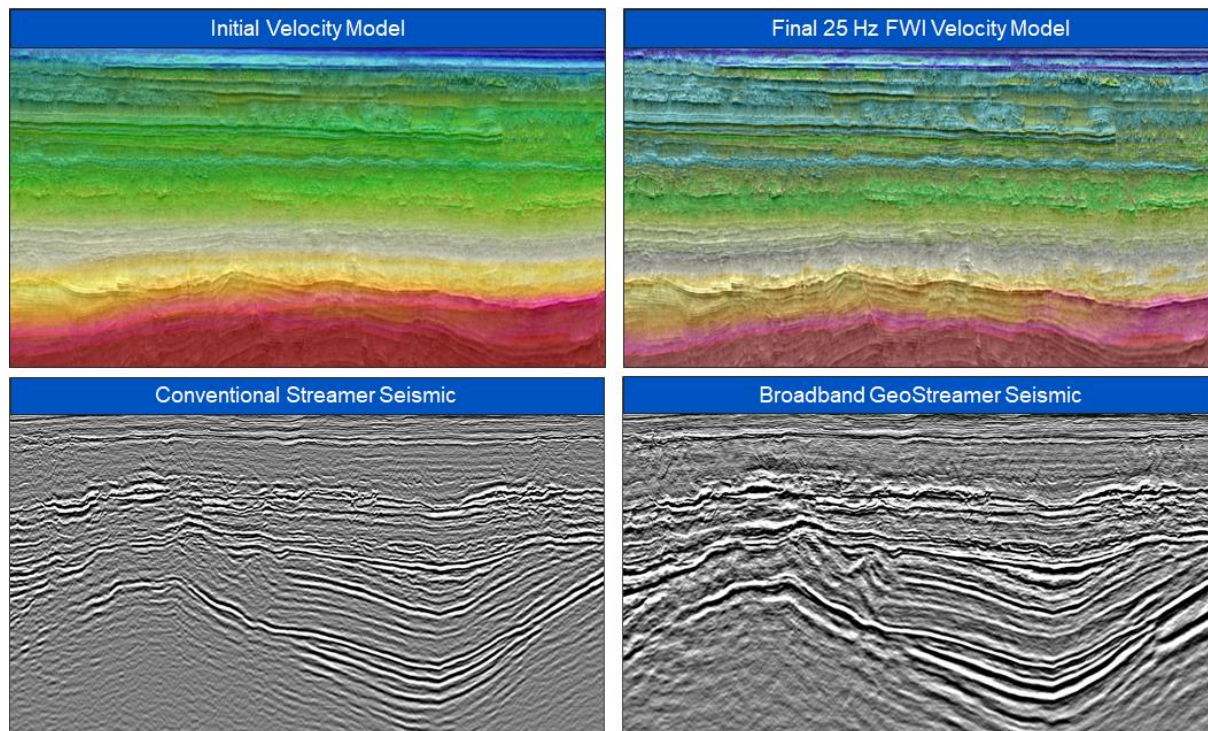 Initial Velocity Model
Final 25 Hz FWI Velocity Model
Conventional Streamer Seismic
Broadband GeoStreamer Seismic